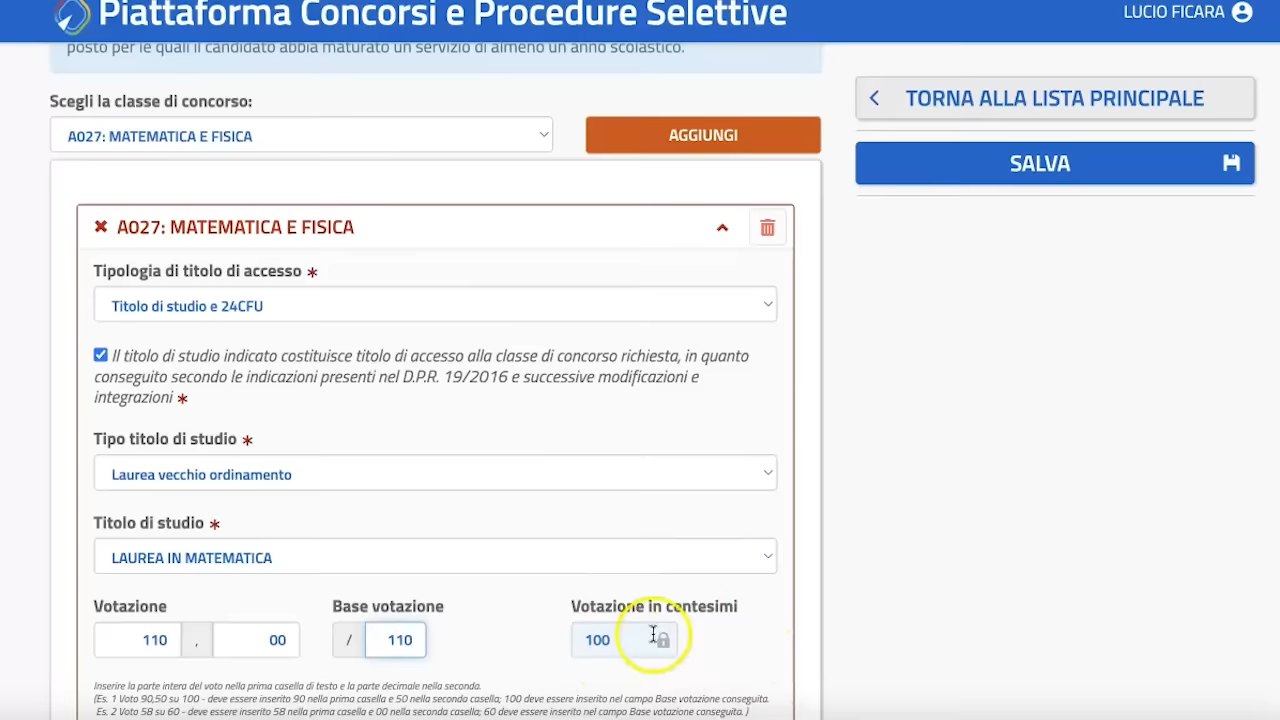 Piattaforma Concorsi e Procedure Selettive
LUCIO FICARA
posto per le quali il candidato abbia maturato un servizio di almeno un anno scolastico.
Scegli la classe di concorso:
A027: MATEMATICA E FISICA
AGGIUNGI
TORNA ALLA LISTA PRINCIPALE
SALVA
A027: MATEMATICA E FISICA
Tipologia di titolo di accesso *
Titolo di studio e 24CFU
Il titolo di studio indicato costituisce titolo di accesso alla classe di concorso richiesta, in quanto
conseguito secondo le indicazioni presenti nel D.P.R. 19/2016 e successive modificazioni e
integrazioni *
Tipo titolo di studio *
Laurea vecchio ordinamento
Titolo di studio *
LAUREA IN MATEMATICA
Votazione Base votazione Votazione in centesimi
110 , 00 / 110 100
Inserire la parte intera del voto nella prima casella di testo e la parte decimale nella seconda.
(Es. 1 Voto 90,50 su 100 - deve essere inserito 90 nella prima casella e 50 nella seconda casella; 100 deve essere inserito nel campo Base votazione conseguita.
Es. 2 Voto 58 su 60 - deve essere inserito 58 nella prima casella e 00 nella seconda casella; 60 deve essere inserito nel campo Base votazione conseguita. )